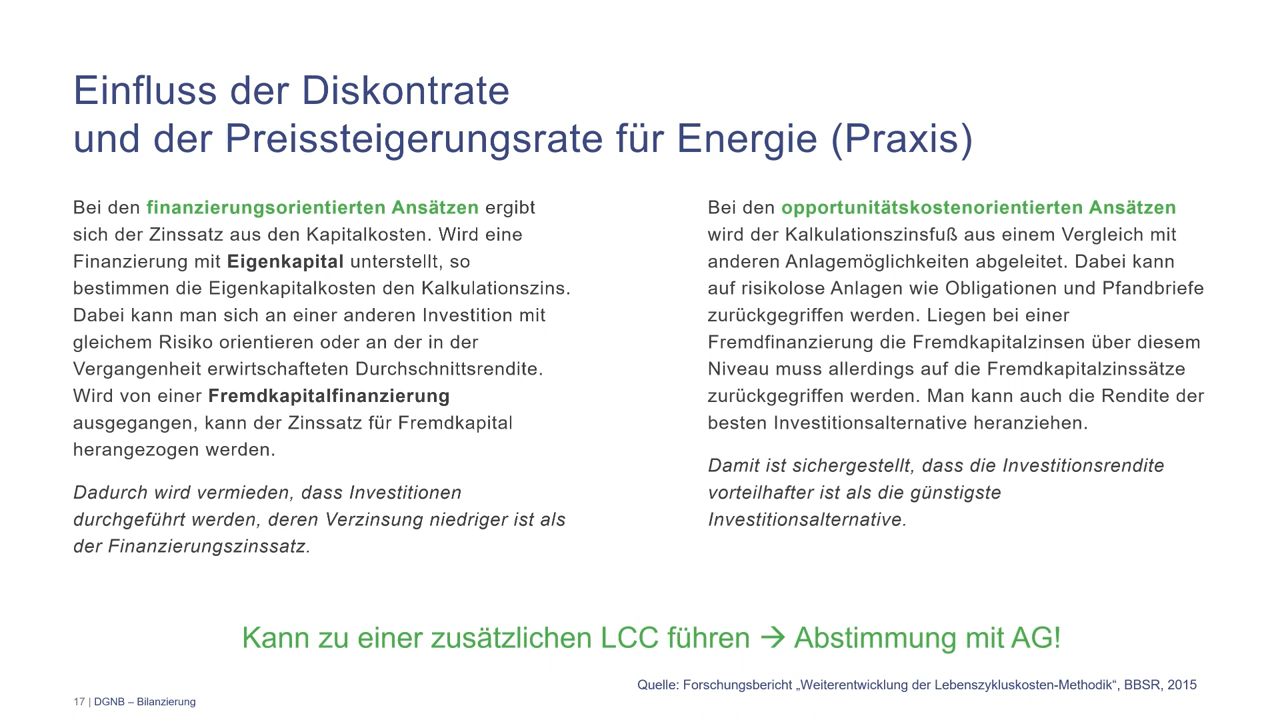 Einfluss der Diskontrate
und der Preissteigerungsrate für Energie (Praxis)
Bei den finanzierungsorientierten Ansätzen ergibt
sich der Zinssatz aus den Kapitalkosten. Wird eine
Finanzierung mit Eigenkapital unterstellt, so
bestimmen die Eigenkapitalkosten den Kalkulationszins.
Dabei kann man sich an einer anderen Investition mit
gleichem Risiko orientieren oder an der in der
Vergangenheit erwirtschafteten Durchschnittsrendite.
Wird von einer Fremdkapitalfinanzierung
ausgegangen, kann der Zinssatz für Fremdkapital
herangezogen werden.
Dadurch wird vermieden, dass Investitionen
durchgeführt werden, deren Verzinsung niedriger ist als
der Finanzierungszinssatz.
Bei den opportunitätskostenorientierten Ansätzen
wird der Kalkulationszinsfuß aus einem Vergleich mit
anderen Anlagemöglichkeiten abgeleitet. Dabei kann
auf risikolose Anlagen wie Obligationen und Pfandbriefe
zurückgegriffen werden. Liegen bei einer
Fremdfinanzierung die Fremdkapitalzinsen über diesem
Niveau muss allerdings auf die Fremdkapitalzinssätze
zurückgegriffen werden. Man kann auch die Rendite der
besten Investitionsalternative heranziehen.
Damit ist sichergestellt, dass die Investitionsrendite
vorteilhafter ist als die günstigste
Investitionsalternative.
Kann zu einer zusätzlichen LCC führen → Abstimmung mit AG!
Quelle: Forschungsbericht „Weiterentwicklung der Lebenszykluskosten-Methodik“, BBSR, 2015
17 | DGNB – Bilanzierung